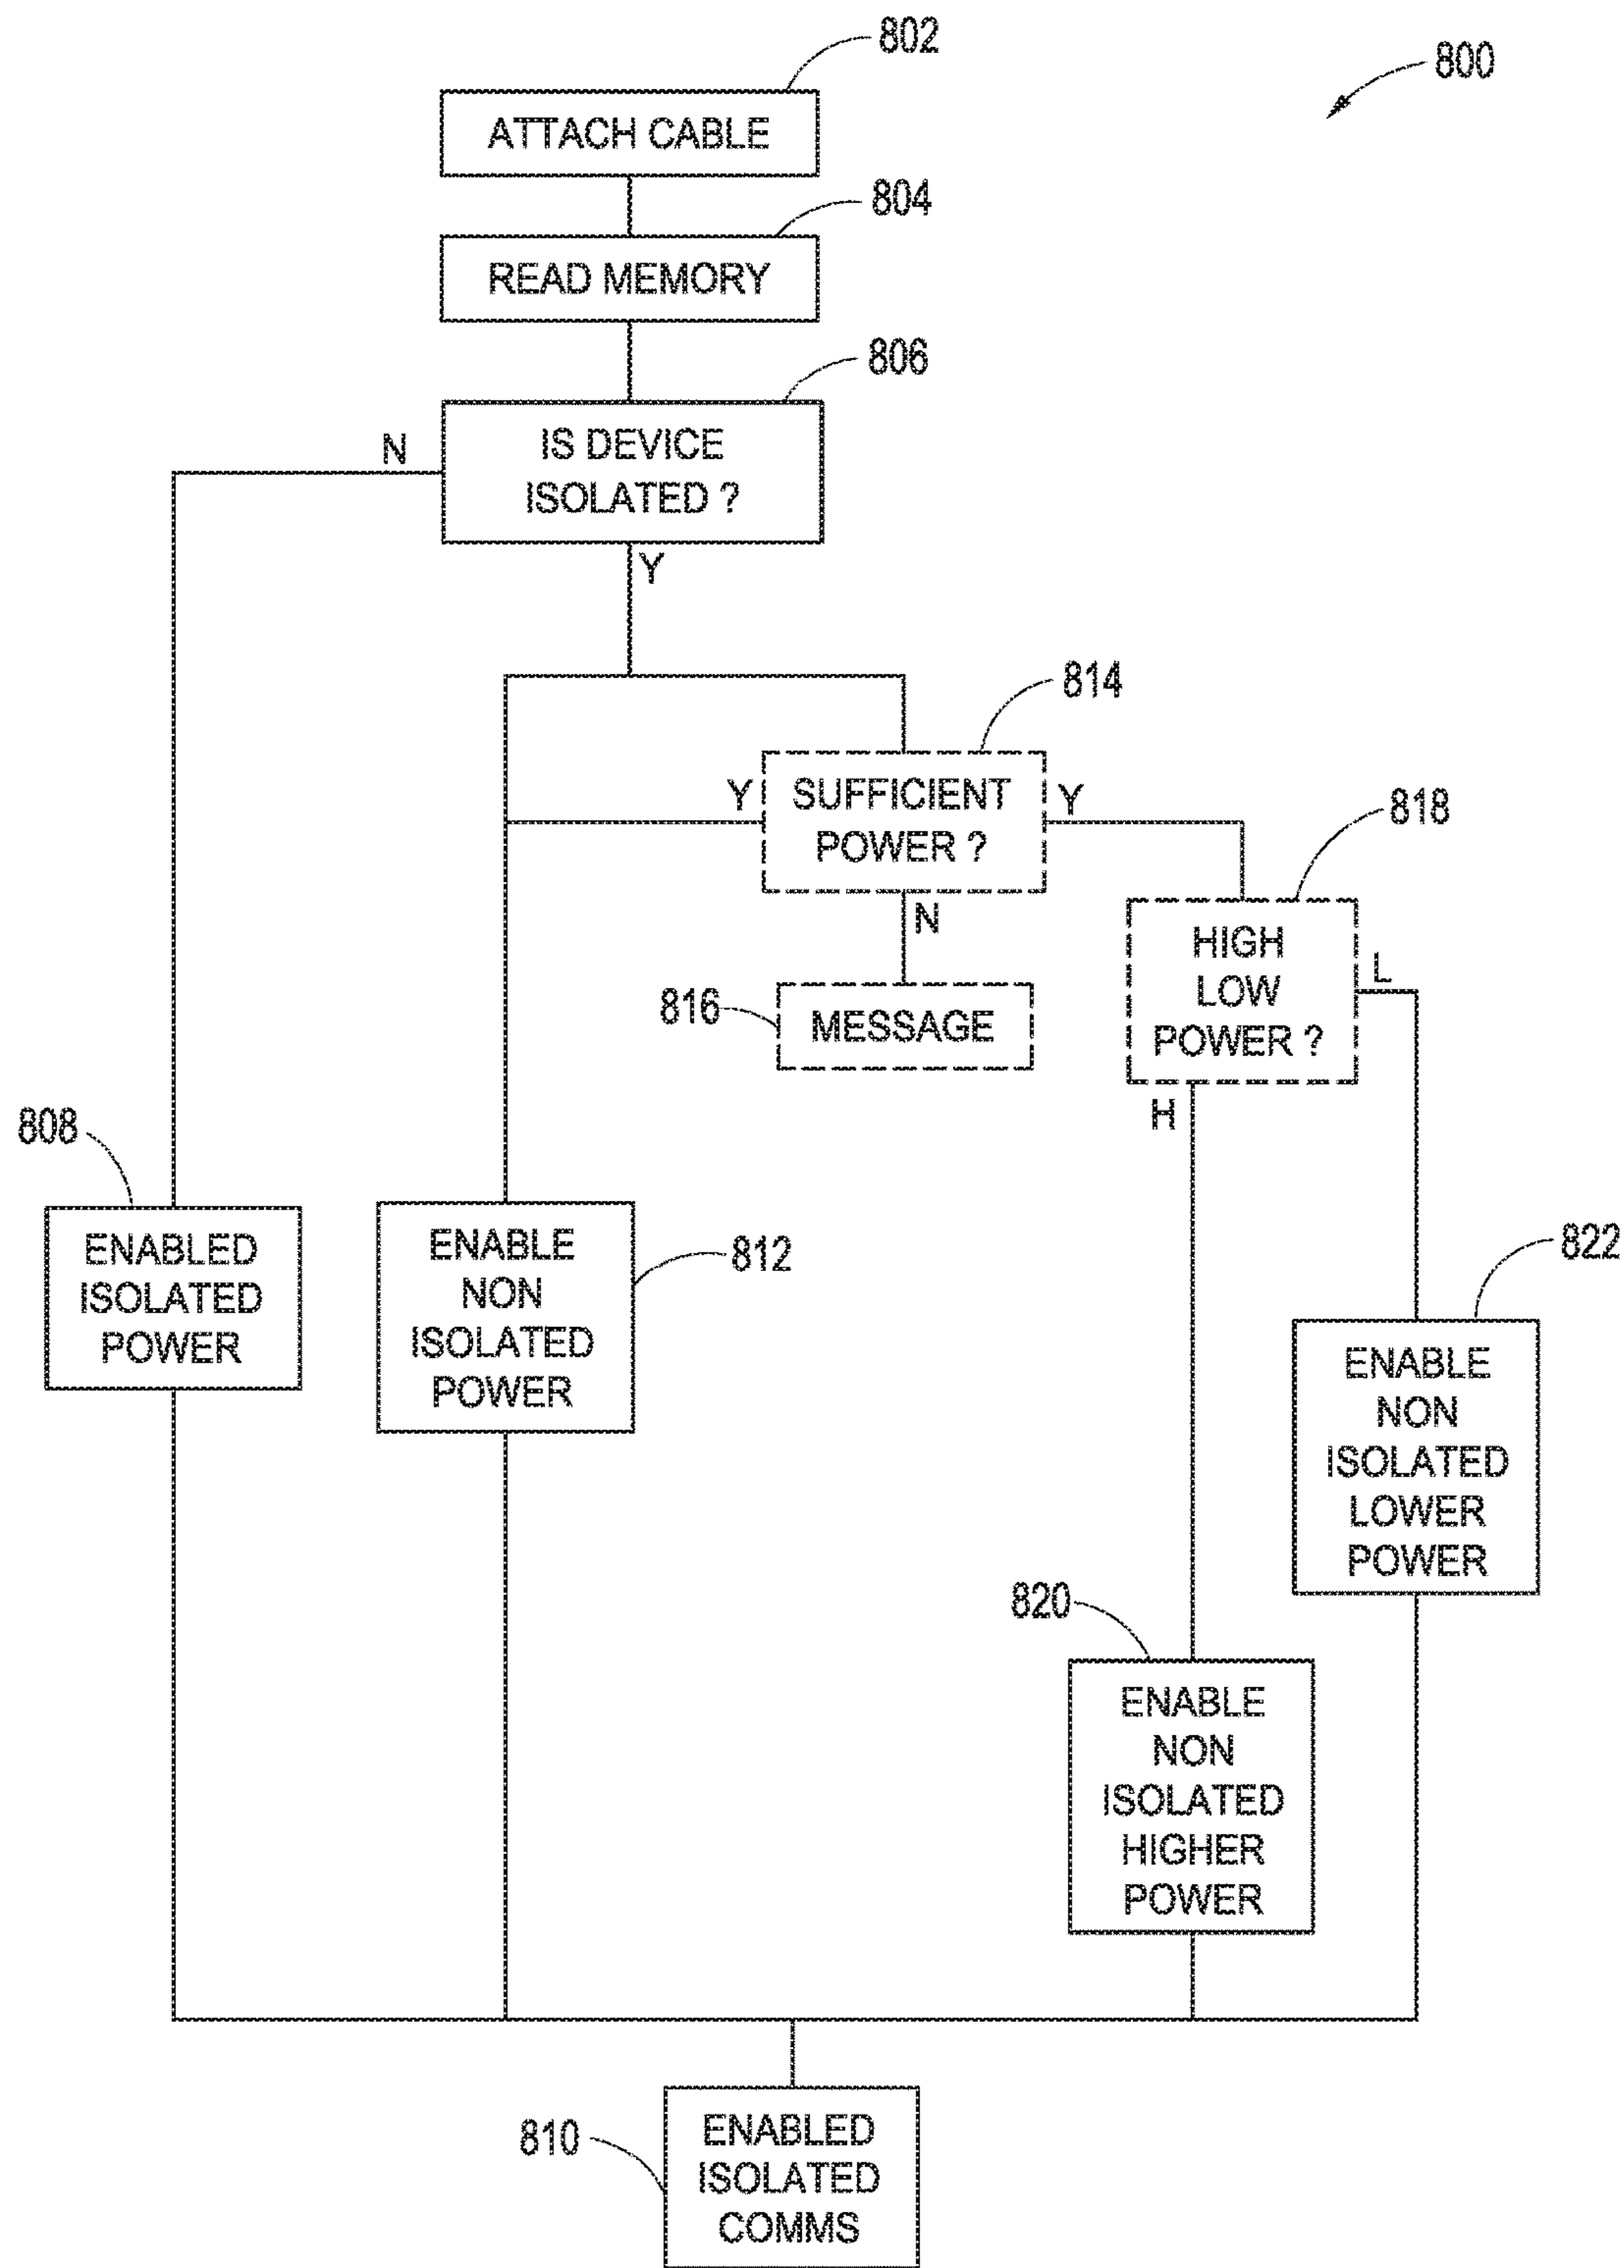 802
800
ATTACH CABLE
804
READ MEMORY
806
N
IS DEVICE
ISOLATED ?
Y
814
Y
SUFFICIENT
POWER ?
Y
818
N
HIGH
LOW
POWER ?
L
816
MESSAGE
H
808
ENABLED
ISOLATED
POWER
ENABLE
NON
ISOLATED
POWER
812
822
ENABLE
NON
ISOLATED
LOWER
POWER
820
ENABLE
NON
ISOLATED
HIGHER
POWER
810
ENABLED
ISOLATED
COMMS